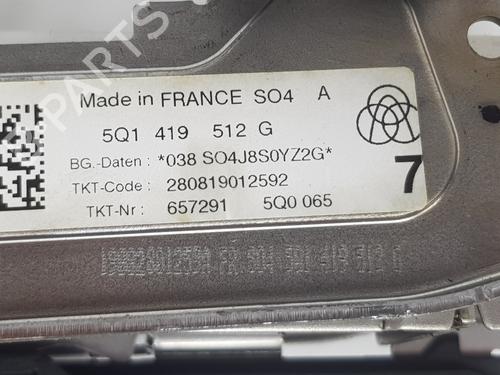 Made in FRANCE SO4 A
5Q1 419 512 G
BG.-Daten : *038 SO4J8S0YZ2G*
7
TKT-Code : 280819012592
TKT-Nr : 657291 5Q0 065